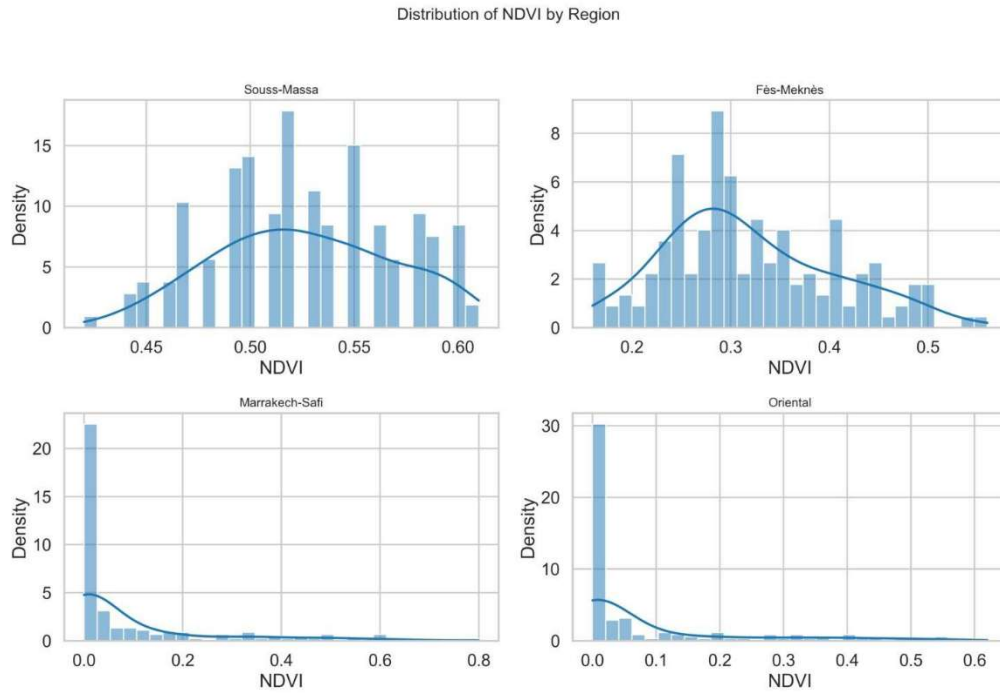 Distribution of NDVI by Region
Souss-Massa
Density
15
10
5
0
0.45 0.50 0.55 0.60
NDVI
Fès-Meknès
Density
8
6
4
2
0
0.2 0.3 0.4 0.5
NDVI
Marrakech-Safi
Density
20
15
10
5
0
0.0 0.2 0.4 0.6 0.8
NDVI
Oriental
Density
30
20
10
0
0.0 0.1 0.2 0.3 0.4 0.5 0.6
NDVI